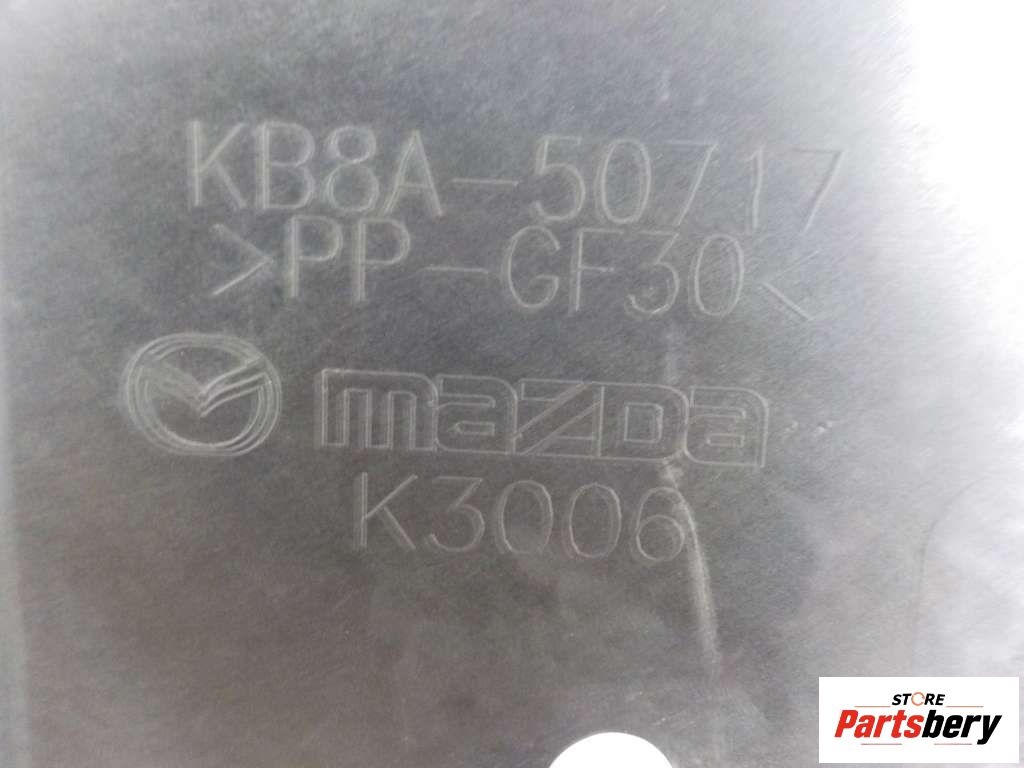 KB8A-50717
>PP-GF30<
mazda
K3006
STORE
Partsbery